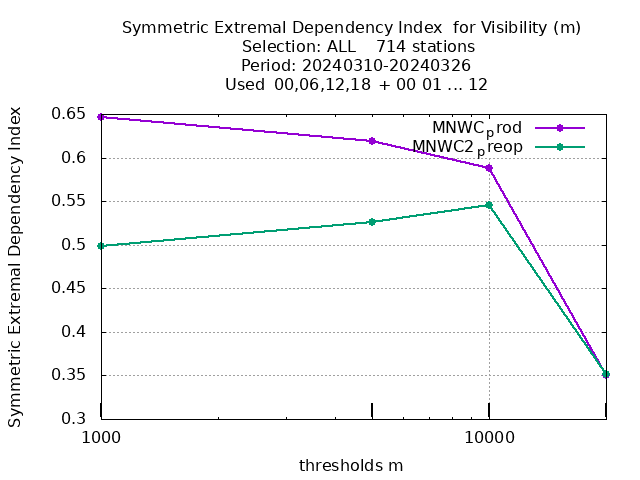 Symmetric Extremal Dependency Index  for Visibility (m)
Selection: ALL    714 stations
Period: 20240310-20240326
Used  00,06,12,18  + 00 01 ... 12
Symmetric Extremal Dependency Index
0.65
0.6
0.55
0.5
0.45
0.4
0.35
0.3
MNWCprod
MNWC2preop
1000
10000
thresholds m